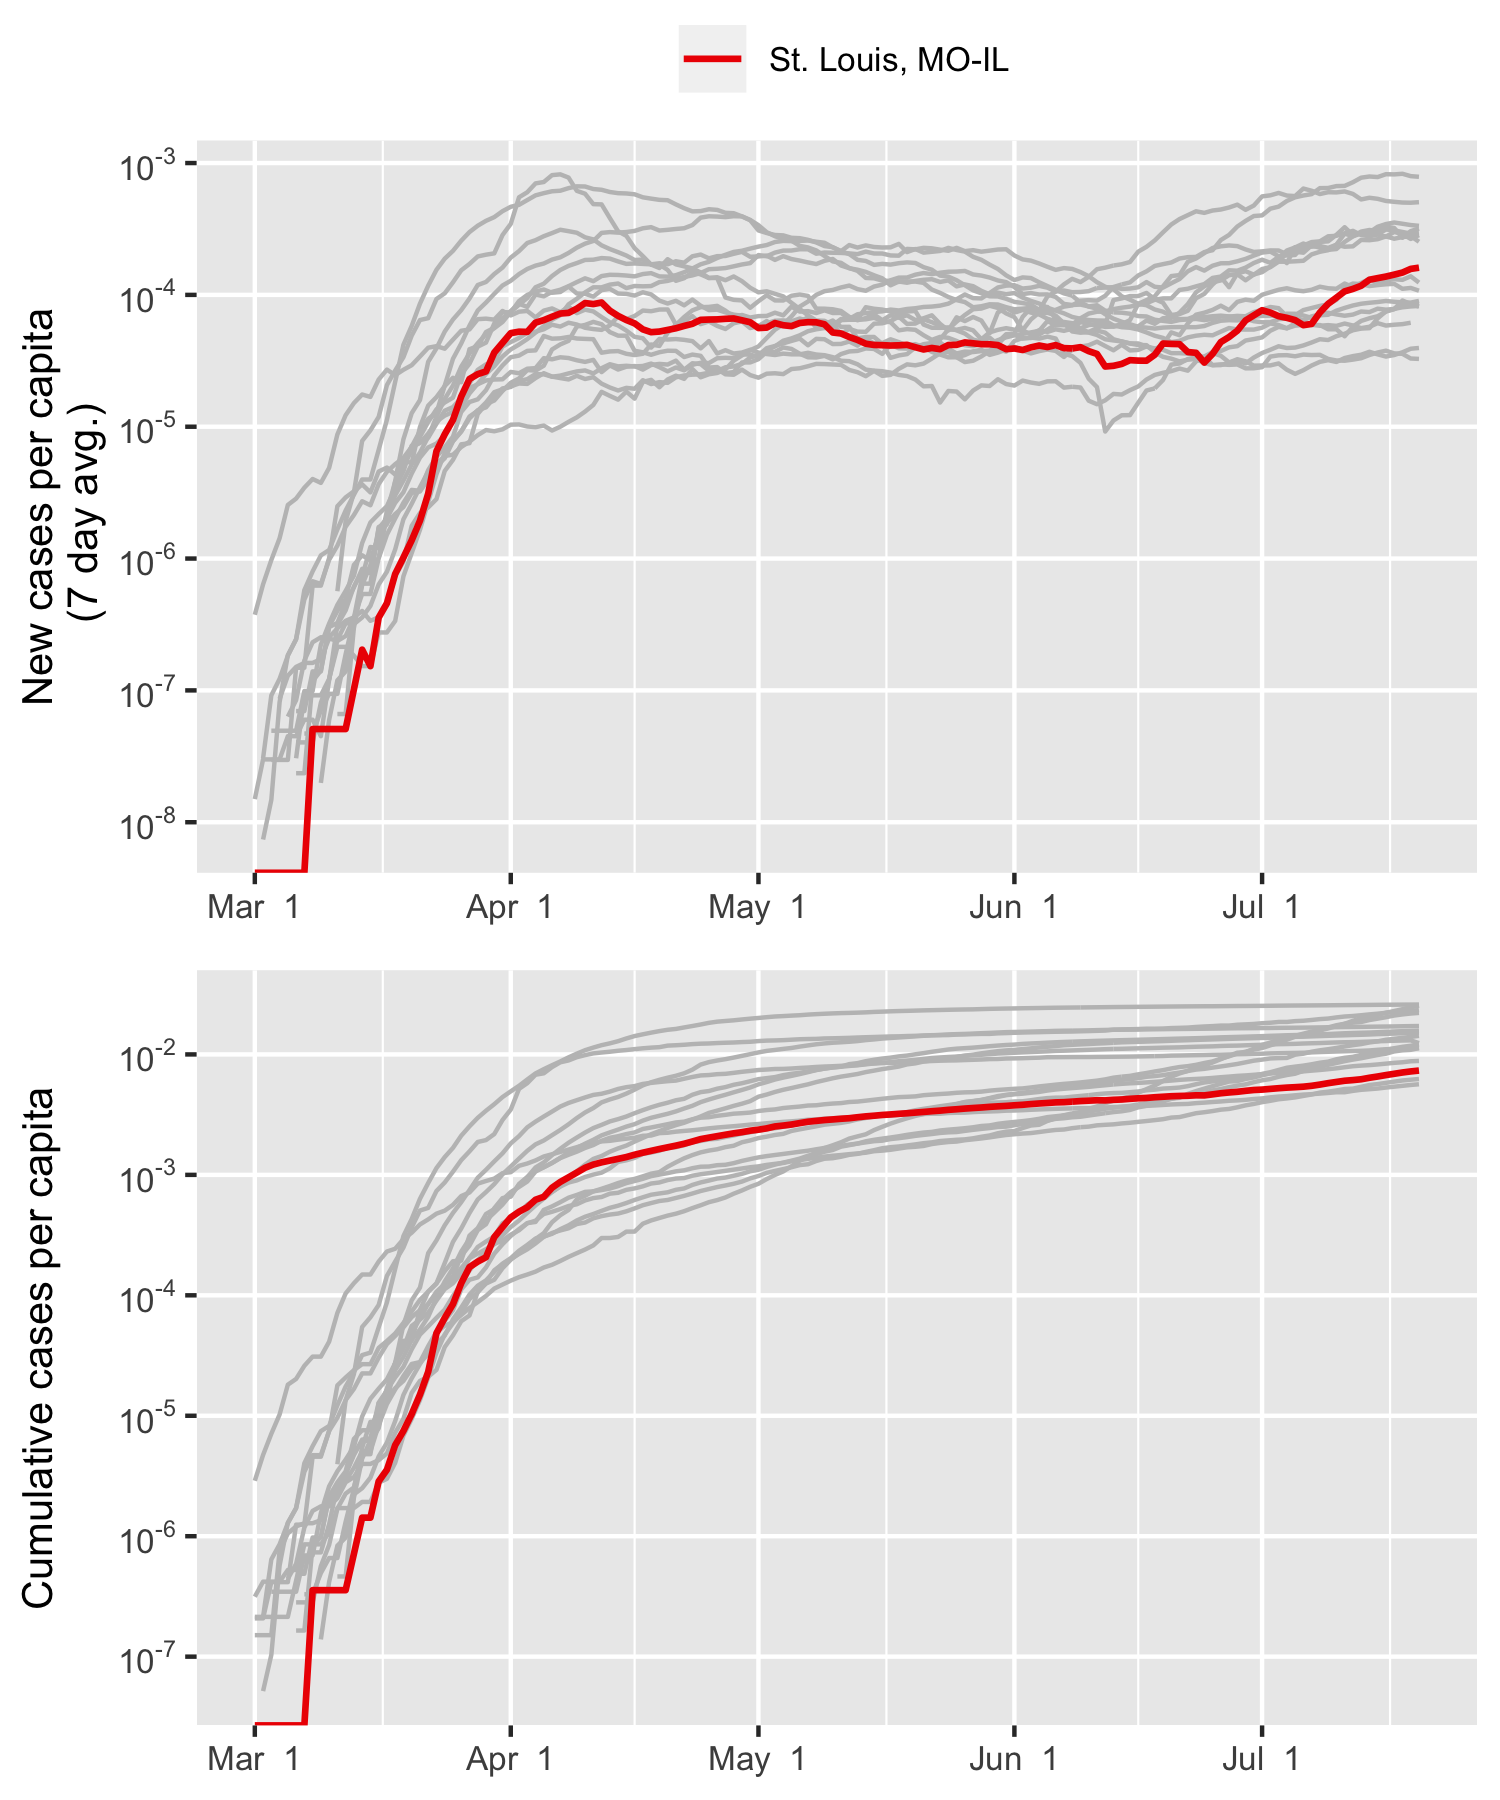 St. Louis, MO-IL
New cases per capita
(7 day avg.)
10^-3
10^-4
10^-5
10^-6
10^-7
10^-8
Mar 1
Apr 1
May 1
Jun 1
Jul 1
Cumulative cases per capita
10^-2
10^-3
10^-4
10^-5
10^-6
10^-7
Mar 1
Apr 1
May 1
Jun 1
Jul 1